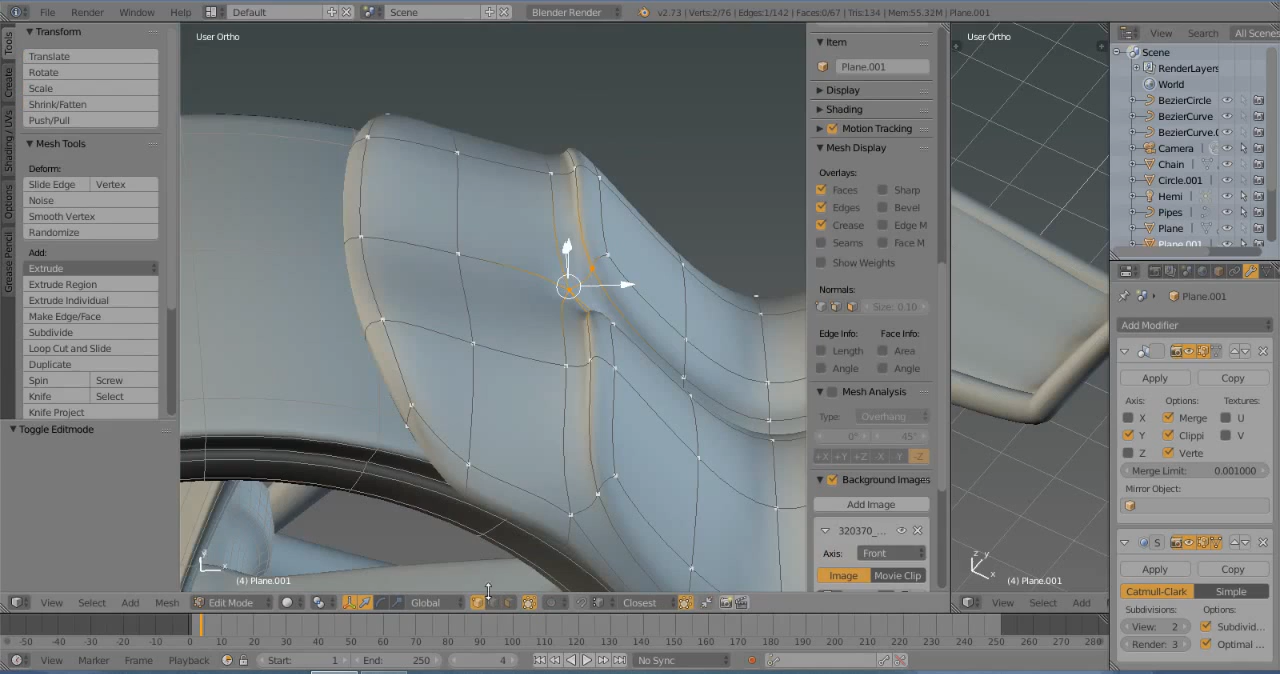 File Render Window Help Default Scene Blender Render v2.73 | Verts:2/76 | Edges:1/142 | Faces:0/67 | Tris:134 | Mem:55.32M | Plane.001
Tools
Create
Shading / UVs
Options
Grease Pencil
Transform
Translate
Rotate
Scale
Shrink/Fatten
Push/Pull
Mesh Tools
Deform:
Slide Edge Vertex
Noise
Smooth Vertex
Randomize
Add:
Extrude
Extrude Region
Extrude Individual
Make Edge/Face
Subdivide
Loop Cut and Slide
Duplicate
Spin Screw
Knife Select
Knife Project
Toggle Editmode
User Ortho
(4) Plane.001
Item
Plane.001
Display
Shading
Motion Tracking
Mesh Display
Overlays:
Faces Sharp
Edges Bevel
Crease Edge M
Seams Face M
Show Weights
Normals:
Size: 0.10
Edge Info: Face Info:
Length Area
Angle Angle
Mesh Analysis
Type: Overhang
0° 45°
+X +Y +Z -X -Y -Z
Background Images
Add Image
320370_...
Axis: Front
Image Movie Clip
User Ortho
z y
x
(4) Plane.001
View Search All Scenes
Scene
RenderLayers
World
BezierCircle
BezierCurve
BezierCurve.0
Camera
Chain
Circle.001
Hemi
Pipes
Plane
Plane.001
Plane.001
Add Modifier
Apply Copy
Axis: Options: Textures:
X Merge U
Y Clippi V
Z Verte
Merge Limit: 0.001000
Mirror Object:
S
Apply Copy
Catmull-Clark Simple
Subdivisions: Options:
View: 2 Subdivid...
Render: 3 Optimal ...
View Select Add Mesh Edit Mode Global Closest
View Select Add
-50 -40 -30 -20 -10 0 10 20 30 40 50 60 70 80 90 100 110 120 130 140 150 160 170 180 190 200 210 220 230 240 250 260 270 280
View Marker Frame Playback Start: 1 End: 250 4 No Sync